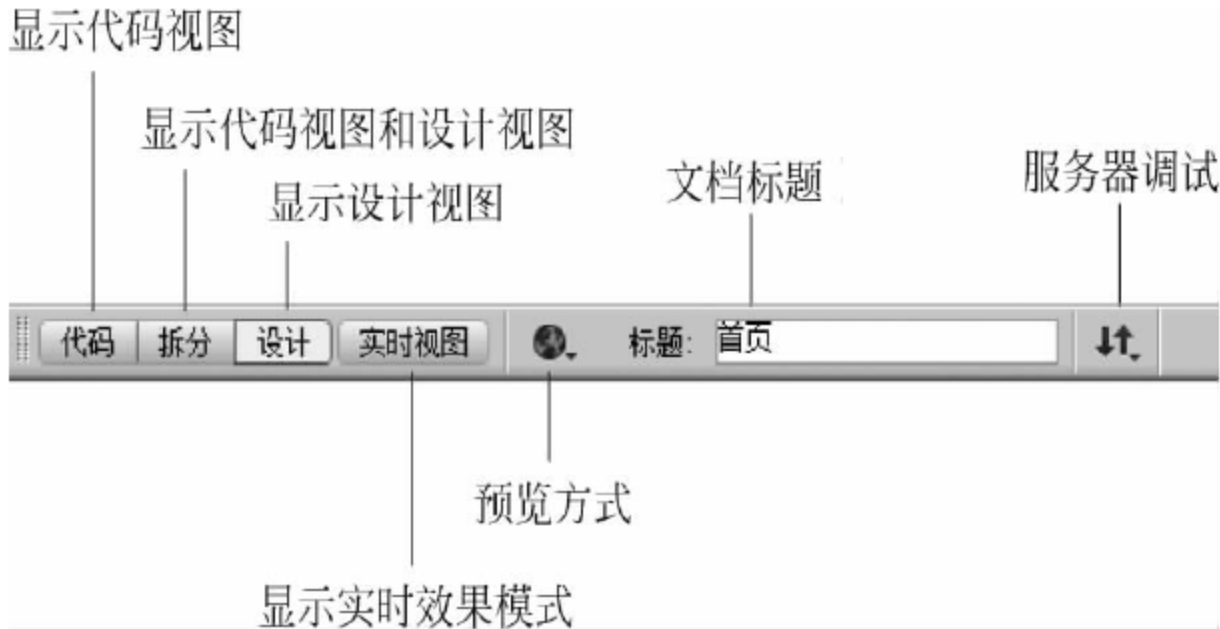 显示代码视图
显示代码视图和设计视图
显示设计视图
文档标题
服务器调试
代码 拆分 设计 实时视图 标题: 首页
预览方式
显示实时效果模式